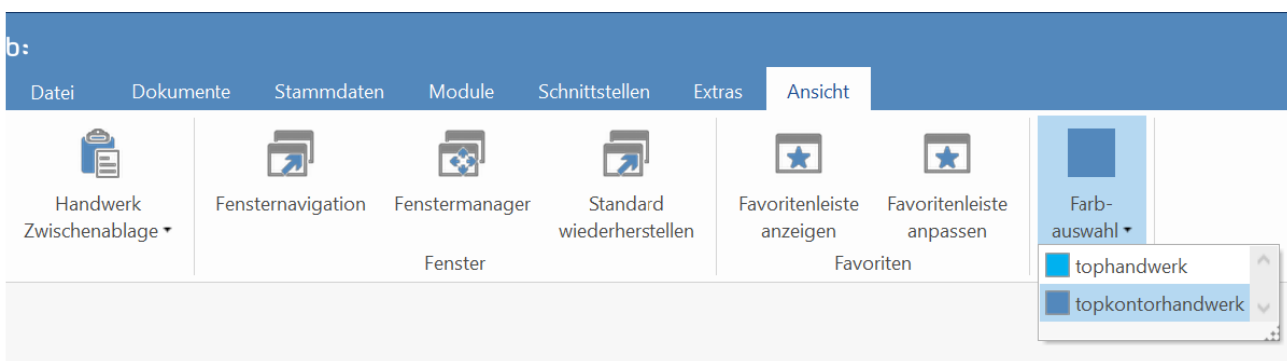 b:
Datei Dokumente Stammdaten Module Schnittstellen Extras Ansicht
Handwerk Zwischenablage
Fensternavigation
Fenstermanager
Standard wiederherstellen
Favoritenleiste anzeigen
Favoritenleiste anpassen
Farb-
auswahl
Fenster
Favoriten
tophandwerk
topkontorhandwerk